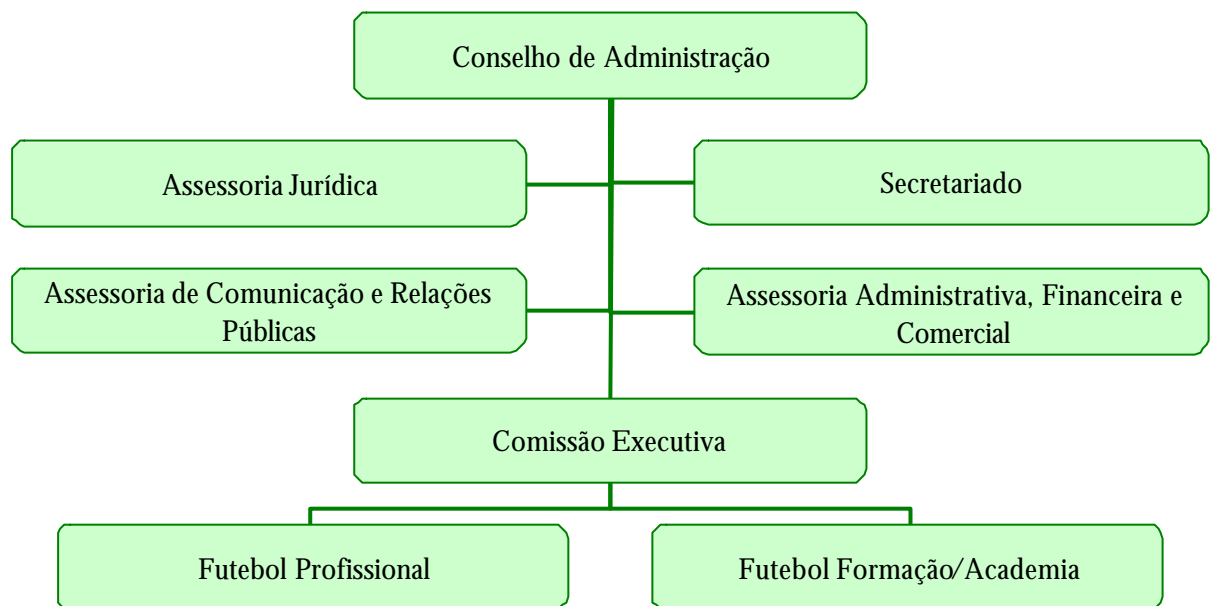 Conselho de Administração
Assessoria Jurídica
Secretariado
Assessoria de Comunicação e Relações
Públicas
Assessoria Administrativa, Financeira e
Comercial
Comissão Executiva
Futebol Profissional
Futebol Formação/Academia